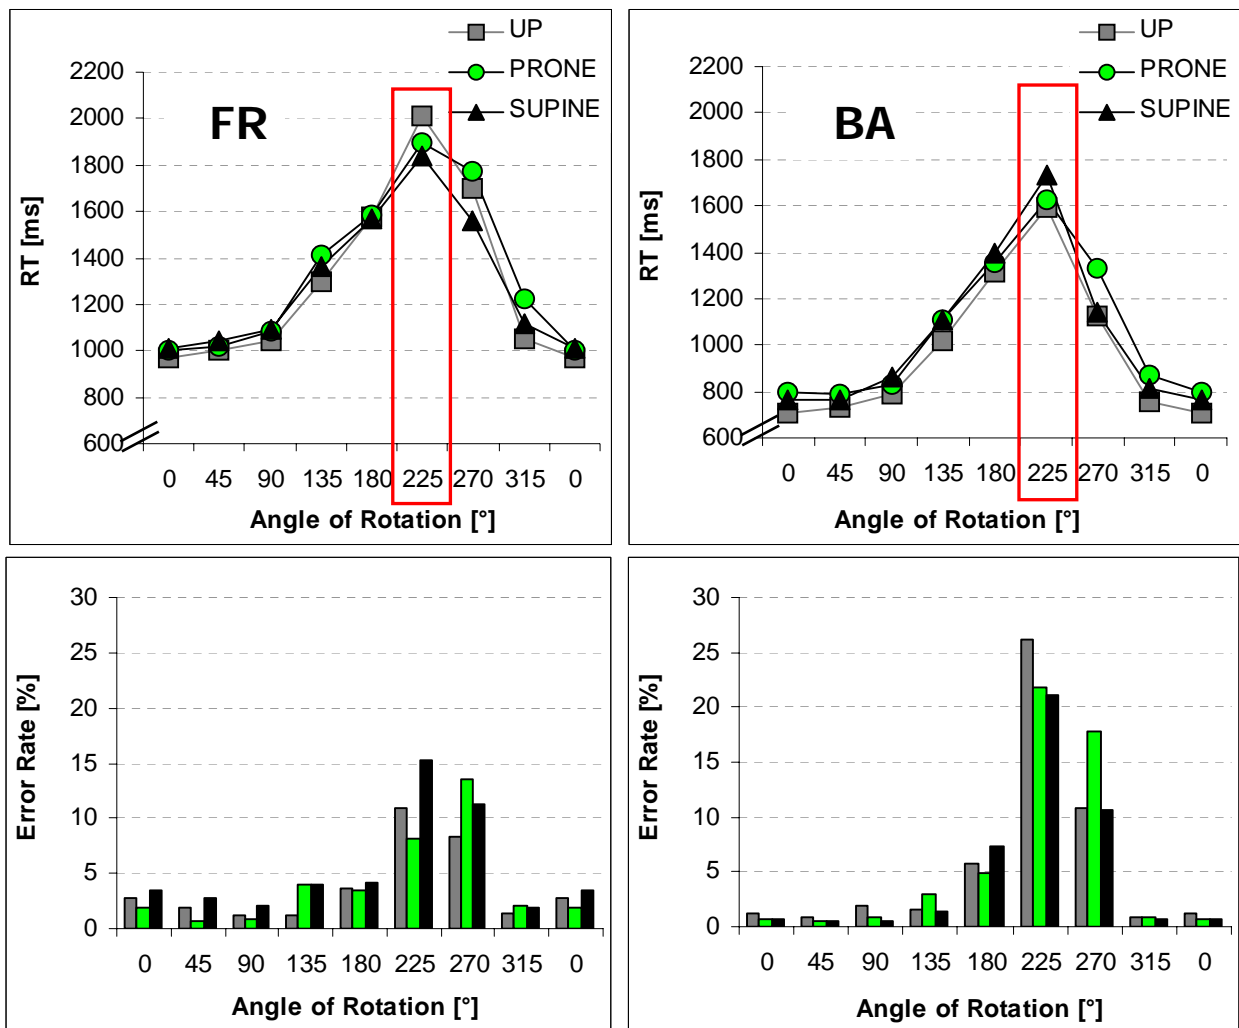 UP
PRONE
SUPINE
FR
RT [ms]
2200
2000
1800
1600
1400
1200
1000
800
600
0 45 90 135 180 225 270 315 0
Angle of Rotation [°]
UP
PRONE
SUPINE
BA
RT [ms]
2200
2000
1800
1600
1400
1200
1000
800
600
0 45 90 135 180 225 270 315 0
Angle of Rotation [°]
Error Rate [%]
30
25
20
15
10
5
0
0 45 90 135 180 225 270 315 0
Angle of Rotation [°]
Error Rate [%]
30
25
20
15
10
5
0
0 45 90 135 180 225 270 315 0
Angle of Rotation [°]